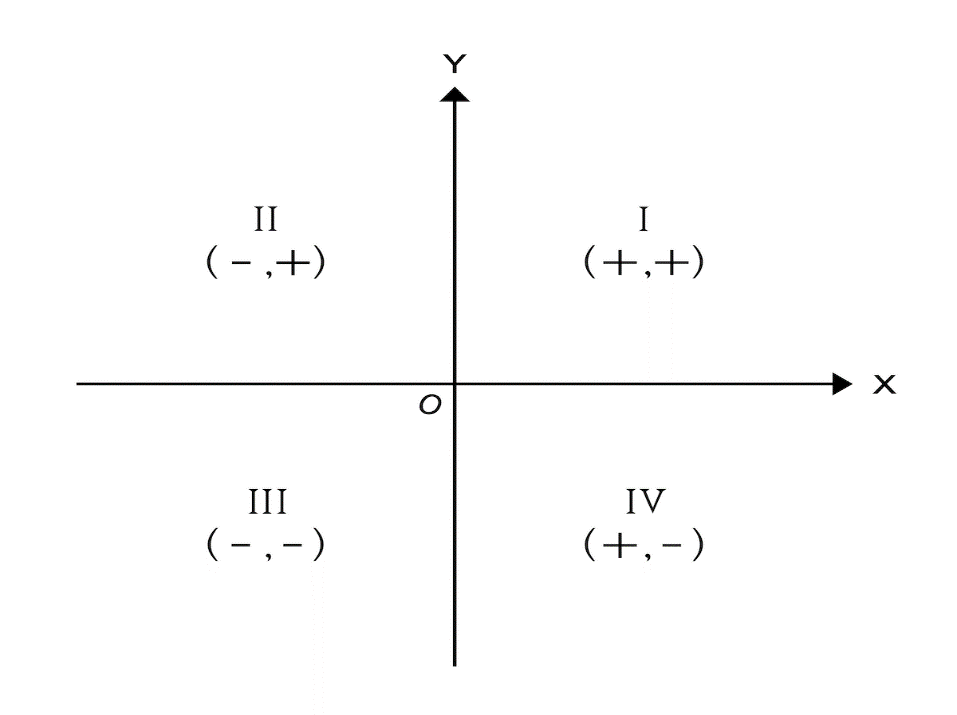 Y
II
(-,+)
I
(+,+)
X
O
III
(-,-)
IV
(+,-)